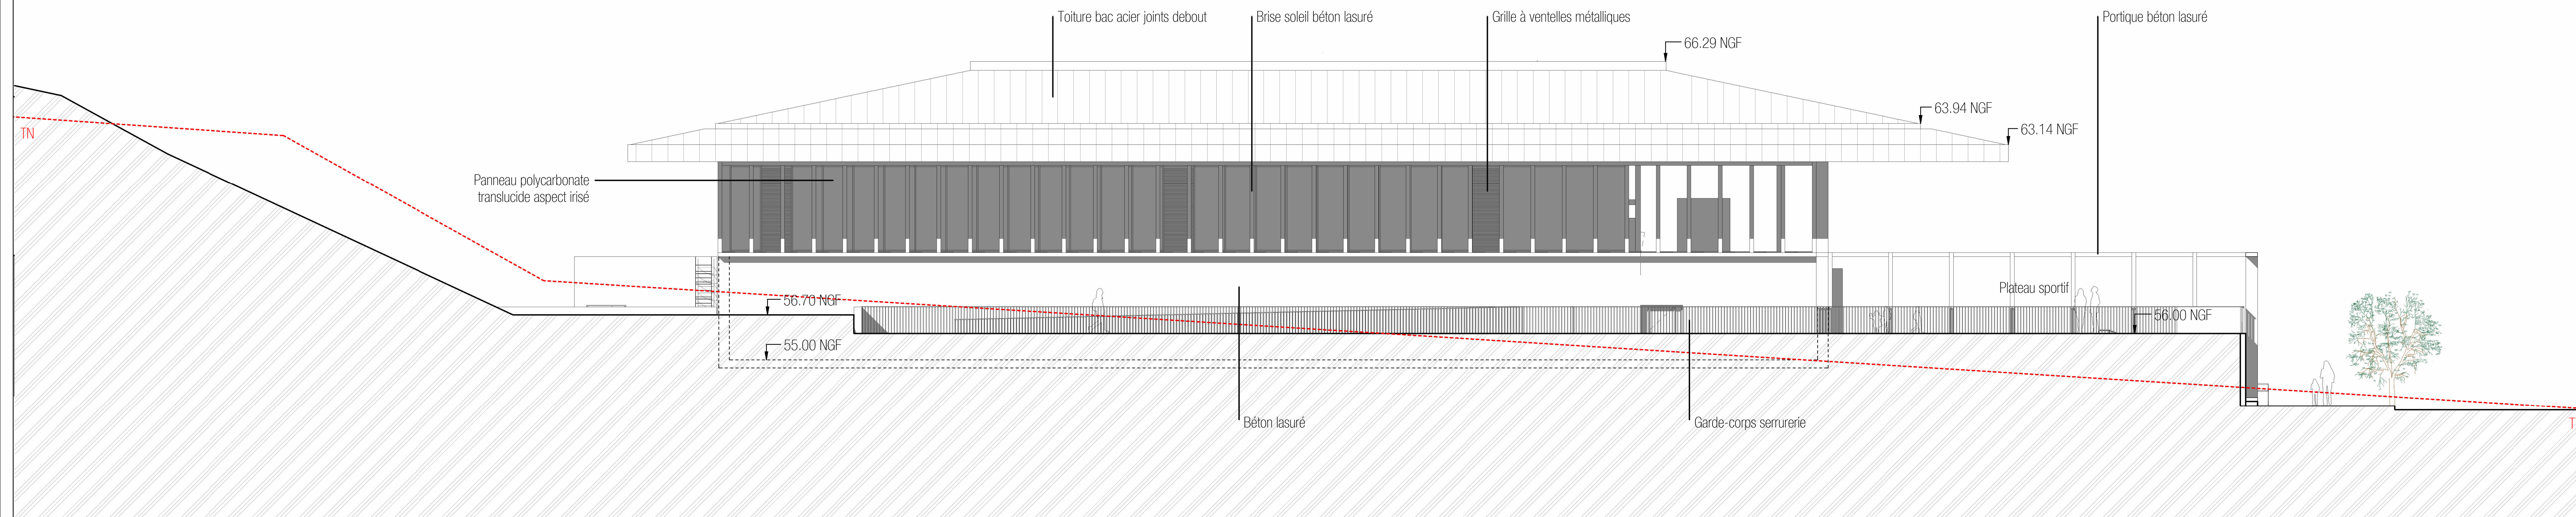 Toiture bac acier joints debout
Brise soleil béton lasuré
Grille à ventelles métalliques
Portique béton lasuré
66.29 NGF
63.94 NGF
63.14 NGF
TN
Panneau polycarbonate
translucide aspect irisé
Plateau sportif
56.70 NGF
56.00 NGF
55.00 NGF
Béton lasuré
Garde-corps serrurerie
T